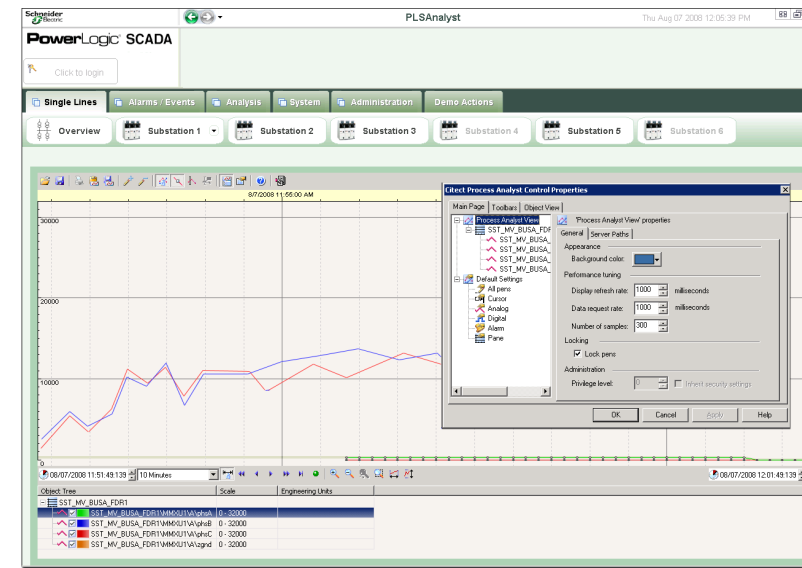 Schneider Electric
PLSAnalyst
Thu Aug 07 2008 12:05:39 PM
PowerLogic SCADA
Click to login
Single Lines
Alarms / Events
Analysis
System
Administration
Demo Actions
Overview
Substation 1
Substation 2
Substation 3
Substation 4
Substation 5
Substation 6
8/7/2008 11:55:00 AM
30000
20000
10000
0
Citect Process Analyst Control Properties
Main Page
Toolbars
Object View
Process Analyst View
SST_MV_BUSA_FDF
SST_MV_BUSA_
SST_MV_BUSA_
SST_MV_BUSA_
SST_MV_BUSA_
Default Settings
All pens
Cursor
Analog
Digital
Alarm
Pane
'Process Analyst View' properties
General
Server Paths
Appearance
Background color:
Performance tuning
Display refresh rate: 1000 milliseconds
Data request rate: 1000 milliseconds
Number of samples: 300
Locking
Lock pens
Administration
Privilege level: 0 Inherit security settings
OK
Cancel
Apply
Help
08/07/2008 11:51:49:139
10 Minutes
08/07/2008 12:01:49:139
Object Tree
Scale
Engineering Units
SST_MV_BUSA_FDR1
SST_MV_BUSA_FDR1\MMXU1\A\phsA 0 - 32000
SST_MV_BUSA_FDR1\MMXU1\A\phsB 0 - 32000
SST_MV_BUSA_FDR1\MMXU1\A\phsC 0 - 32000
SST_MV_BUSA_FDR1\MMXU1\A\zgnd 0 - 32000